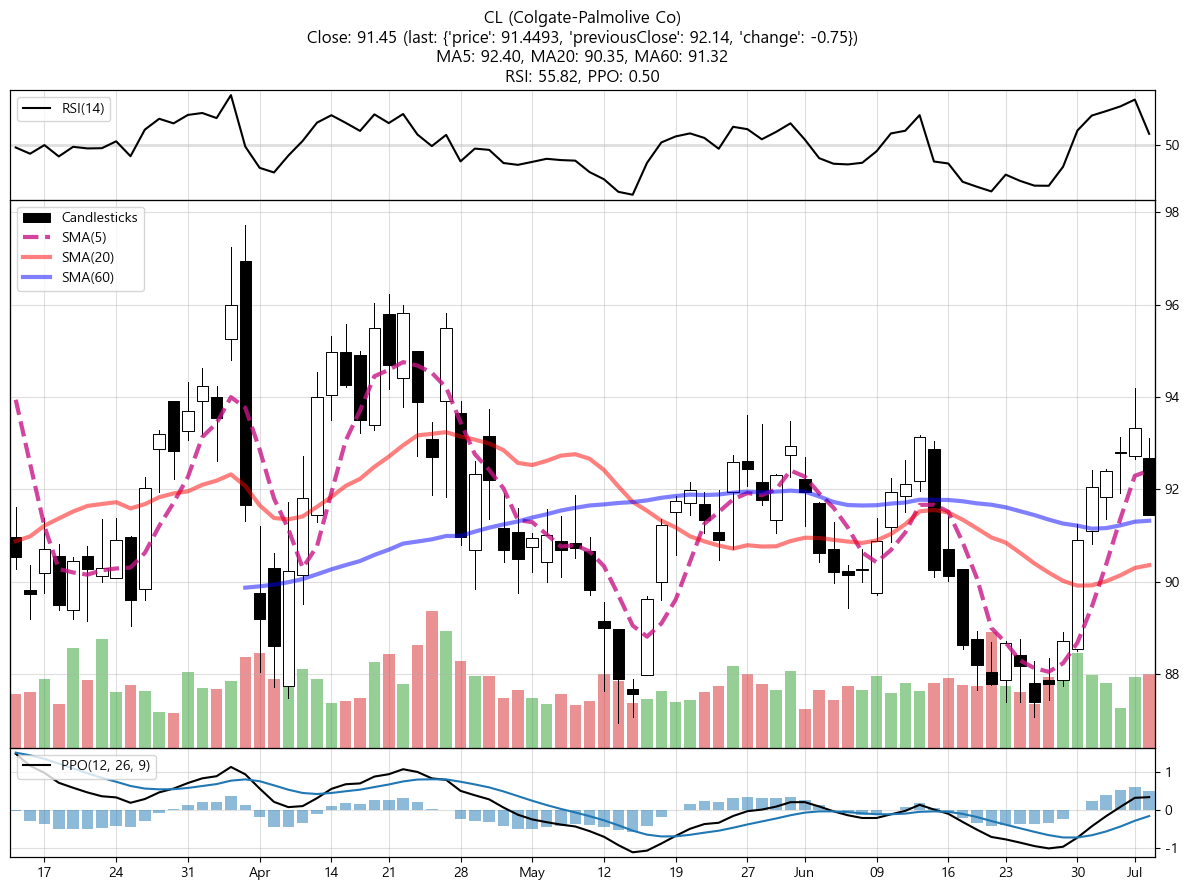 CL (Colgate-Palmolive Co)
Close: 91.45 (last: {'price': 91.4493, 'previousClose': 92.14, 'change': -0.75})
MA5: 92.40, MA20: 90.35, MA60: 91.32
RSI: 55.82, PPO: 0.50
RSI(14)
50
Candlesticks
SMA(5)
SMA(20)
SMA(60)
98
96
94
92
90
88
PPO(12, 26, 9)
1
0
-1
17 24 31 Apr 14 21 28 May 12 19 27 Jun 09 16 23 30 Jul